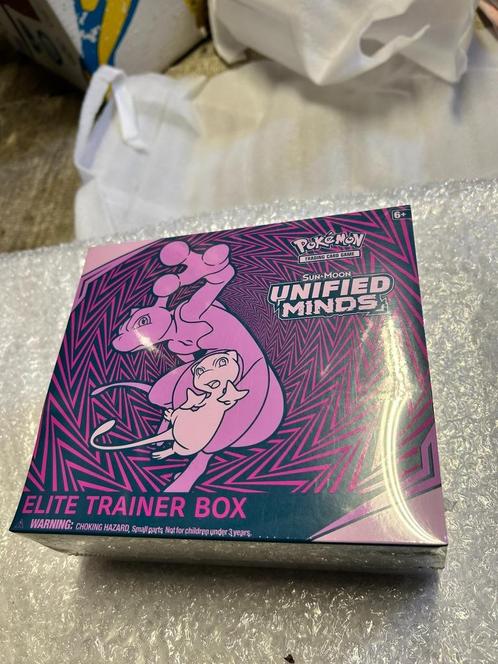 6+
POKéMON
TRADING CARD GAME
SUN & MOON
UNIFIED
MINDS
ELITE TRAINER BOX
WARNING: CHOKING HAZARD, Small parts. Not for children under 3 years.